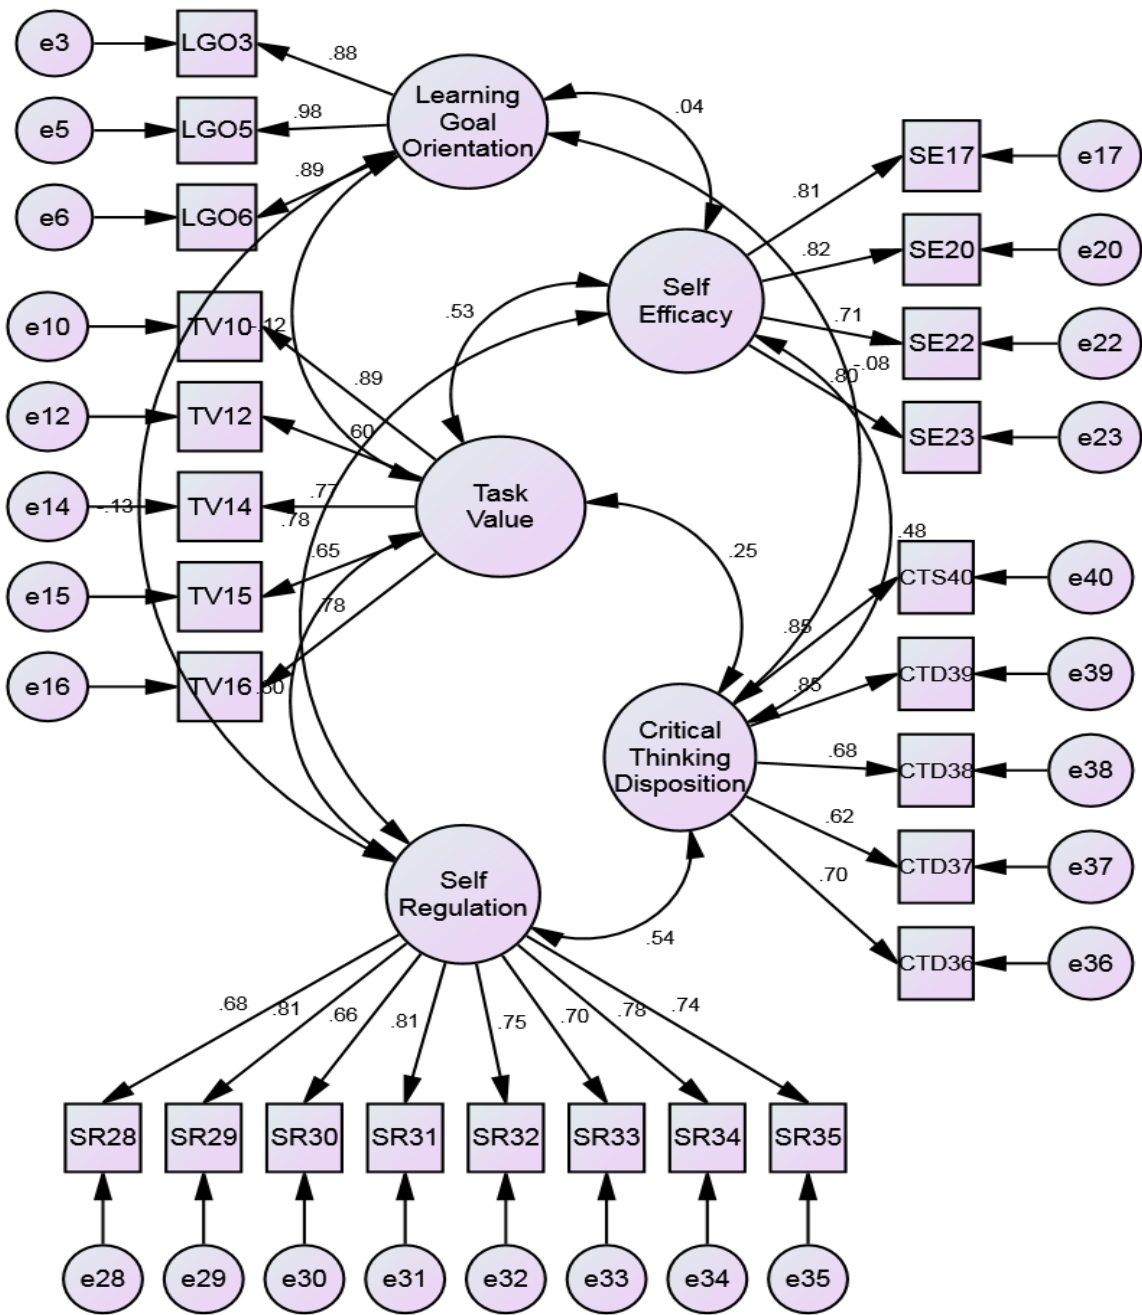 e3
LGO3
.88
Learning
Goal
Orientation
.04
e5
LGO5
.98
e6
LGO6
.89
SE17
e17
.81
SE20
e20
.82
Self
Efficacy
SE22
e22
.71
.80
-.08
SE23
e23
.53
e10
TV10
-.12
.89
e12
TV12
.60
e14
-.13
TV14
.77
.78
Task
Value
e15
TV15
.65
e16
TV16
.50
.78
.25
.48
CTS40
e40
.85
CTD39
e39
.85
Critical
Thinking
Disposition
CTD38
e38
.68
CTD37
e37
.62
CTD36
e36
.70
.54
Self
Regulation
.68
.81
.66
.81
.75
.70
.78
.74
SR28
SR29
SR30
SR31
SR32
SR33
SR34
SR35
e28
e29
e30
e31
e32
e33
e34
e35